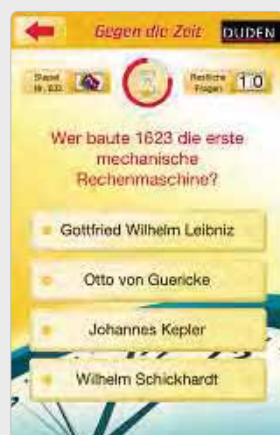 Gegen die Zeit
DUDEN
Restliche
Fragen
10
Wer baute 1623 die erste
mechanische
Rechenmaschine?
Gottfried Wilhelm Leibniz
Otto von Guericke
Johannes Kepler
Wilhelm Schickhardt